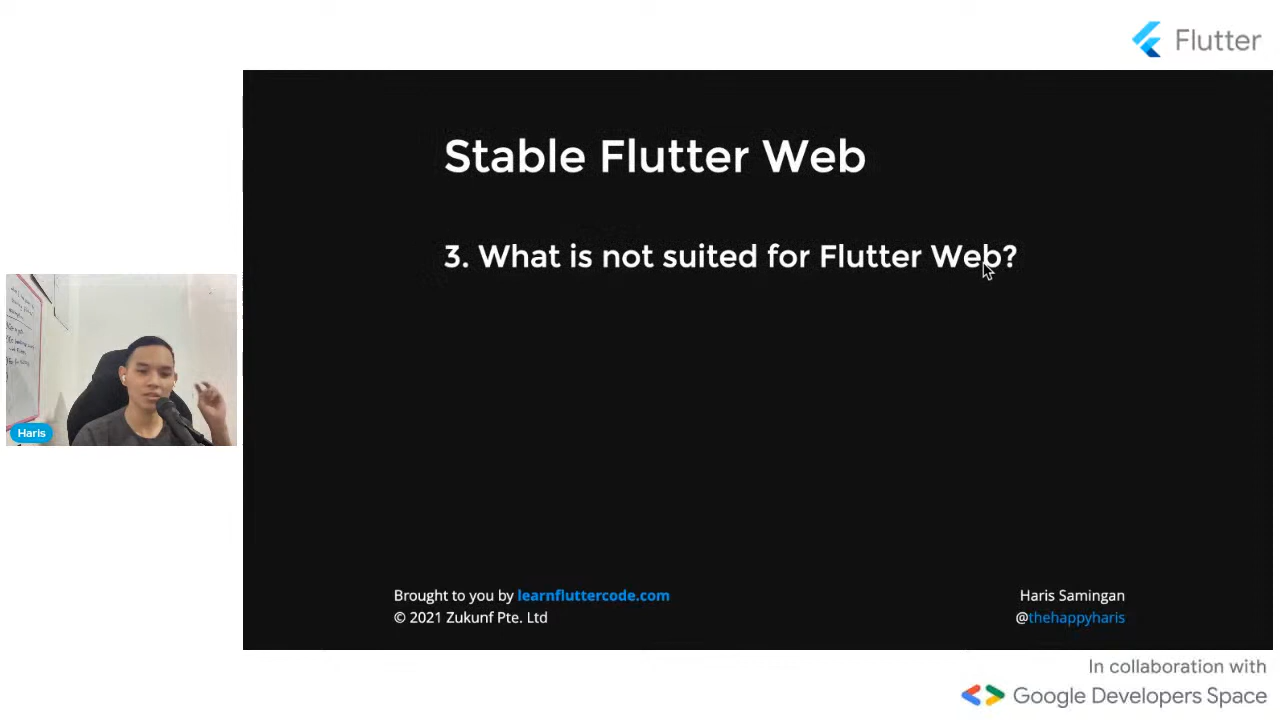 Flutter
Stable Flutter Web
3. What is not suited for Flutter Web?
Haris
Brought to you by learnfluttercode.com
© 2021 Zukunf Pte. Ltd
Haris Samingan
@thehappyharis
In collaboration with
Google Developers Space